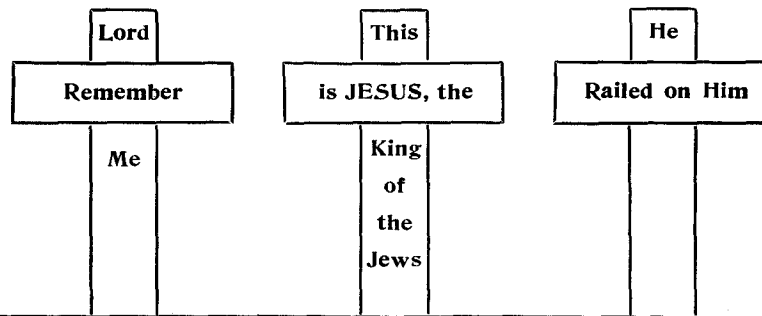 Lord
Remember
Me
This
is JESUS, the
King
of
the
Jews
He
Railed on Him